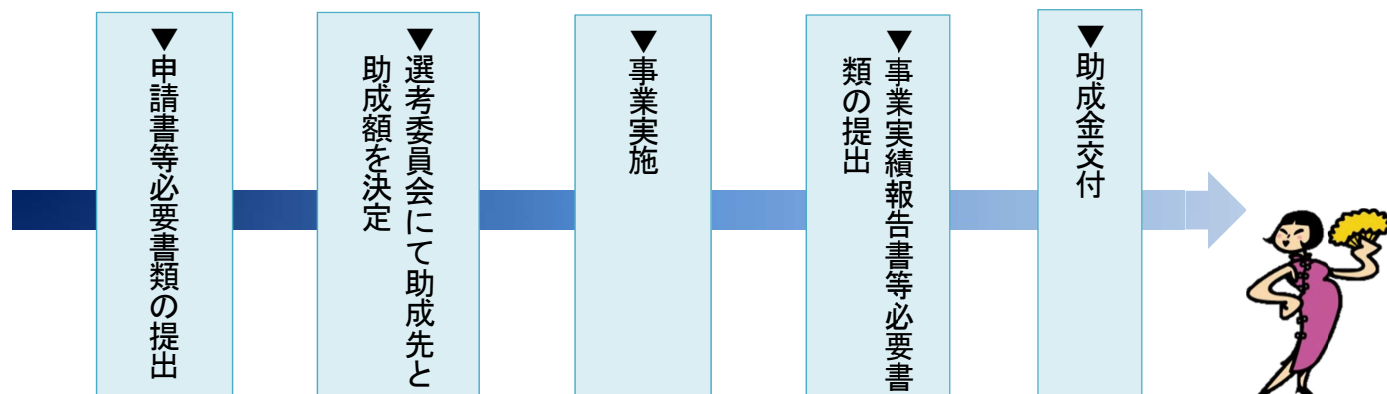 ▼申請書等必要書類の提出
▼選考委員会にて助成先と
助成額を決定
▼事業実施
▼事業実績報告書等必要書
類の提出
▼助成金交付